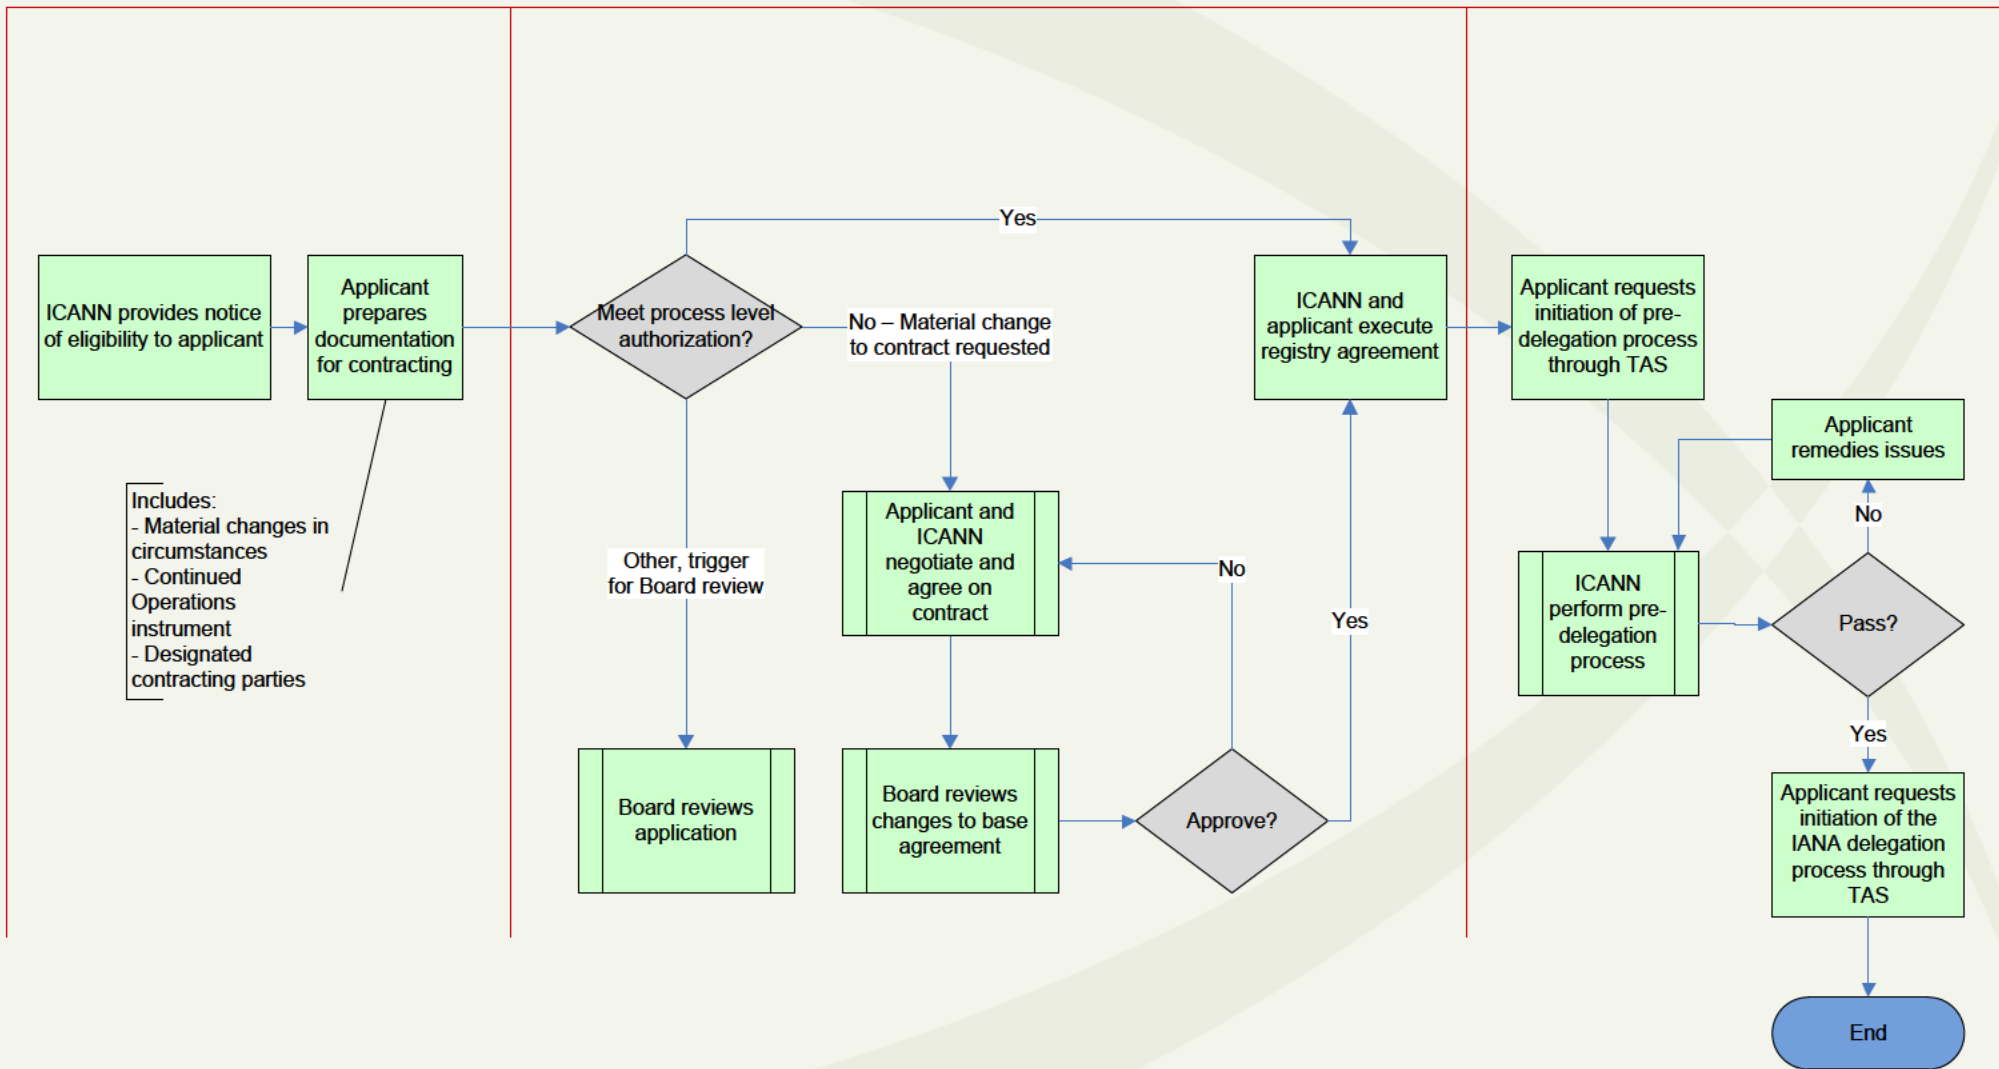 ICANN provides notice
of eligibility to applicant
Applicant
prepares
documentation
for contracting
Includes:
- Material changes in
circumstances
- Continued
Operations
instrument
- Designated
contracting parties
Meet process level
authorization?
Yes
No – Material change
to contract requested
Other, trigger
for Board review
Board reviews
application
Applicant and
ICANN
negotiate and
agree on
contract
Board reviews
changes to base
agreement
Approve?
No
Yes
ICANN and
applicant execute
registry agreement
Applicant requests
initiation of pre-
delegation process
through TAS
ICANN
perform pre-
delegation
process
Pass?
No
Applicant
remedies issues
Yes
Applicant requests
initiation of the
IANA delegation
process through
TAS
End